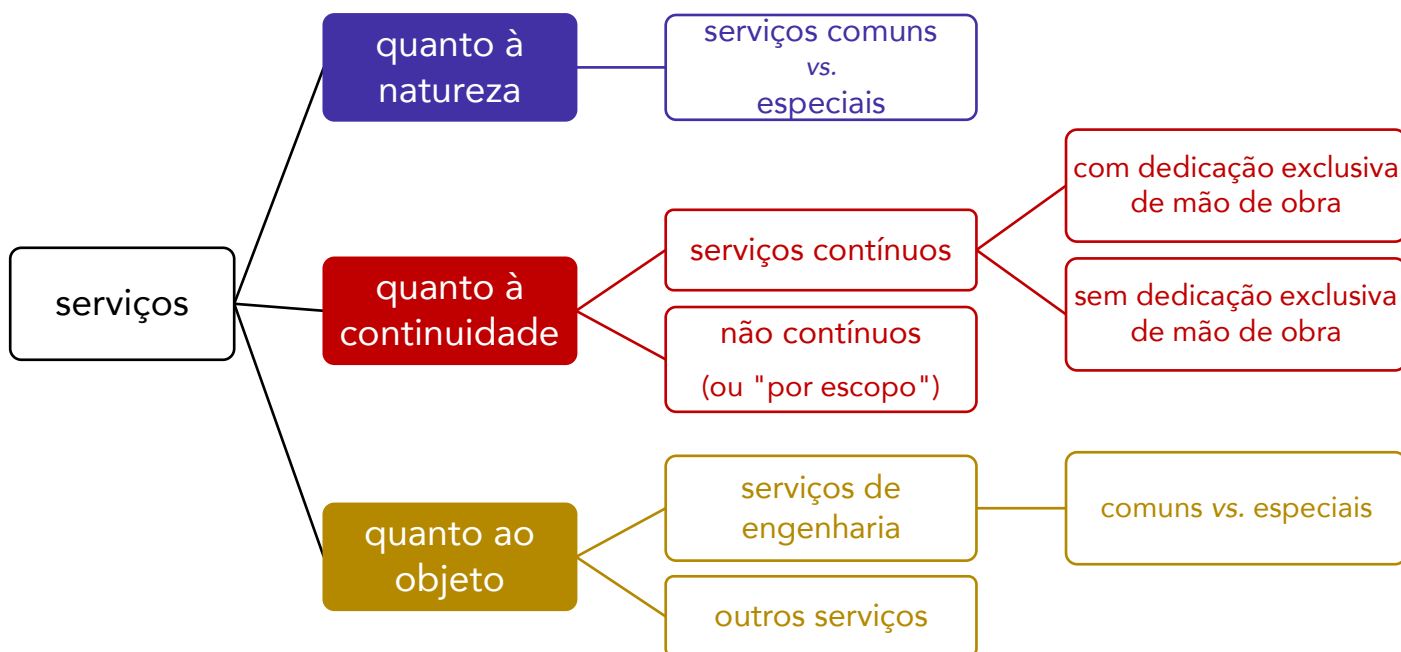 serviços
quanto à
natureza
serviços comuns
vs.
especiais
quanto à
continuidade
serviços contínuos
com dedicação exclusiva
de mão de obra
sem dedicação exclusiva
de mão de obra
não contínuos
(ou "por escopo")
quanto ao
objeto
serviços de
engenharia
comuns vs. especiais
outros serviços